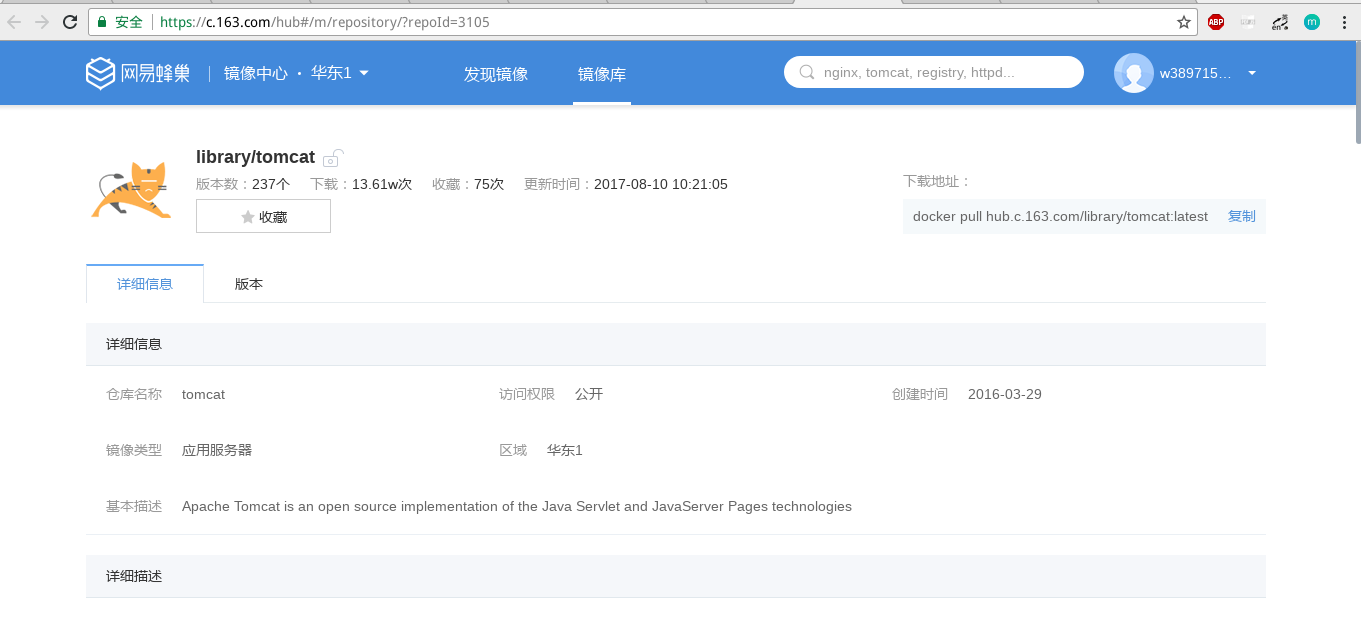 安全 https://c.163.com/hub#/m/repository/?repoId=3105 ABP en m
网易蜂巢 镜像中心 · 华东1 发现镜像 镜像库 nginx, tomcat, registry, httpd... w389715...
library/tomcat
版本数：237个 下载：13.61w次 收藏：75次 更新时间：2017-08-10 10:21:05
下载地址：
收藏
docker pull hub.c.163.com/library/tomcat:latest 复制
详细信息 版本
详细信息
仓库名称 tomcat 访问权限 公开 创建时间 2016-03-29
镜像类型 应用服务器 区域 华东1
基本描述 Apache Tomcat is an open source implementation of the Java Servlet and JavaServer Pages technologies
详细描述